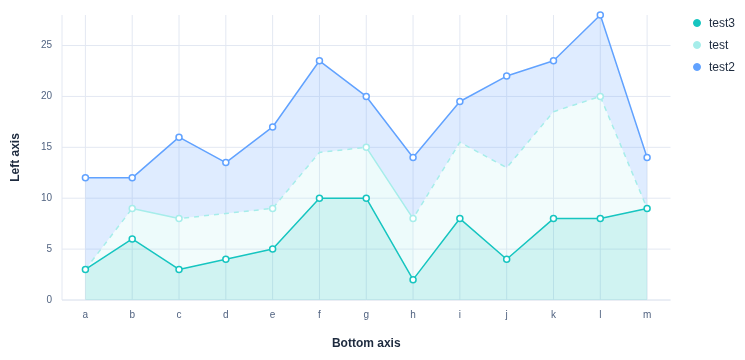 test3
test
test2
Left axis
25
20
15
10
5
0
a b c d e f g h i j k l m
Bottom axis